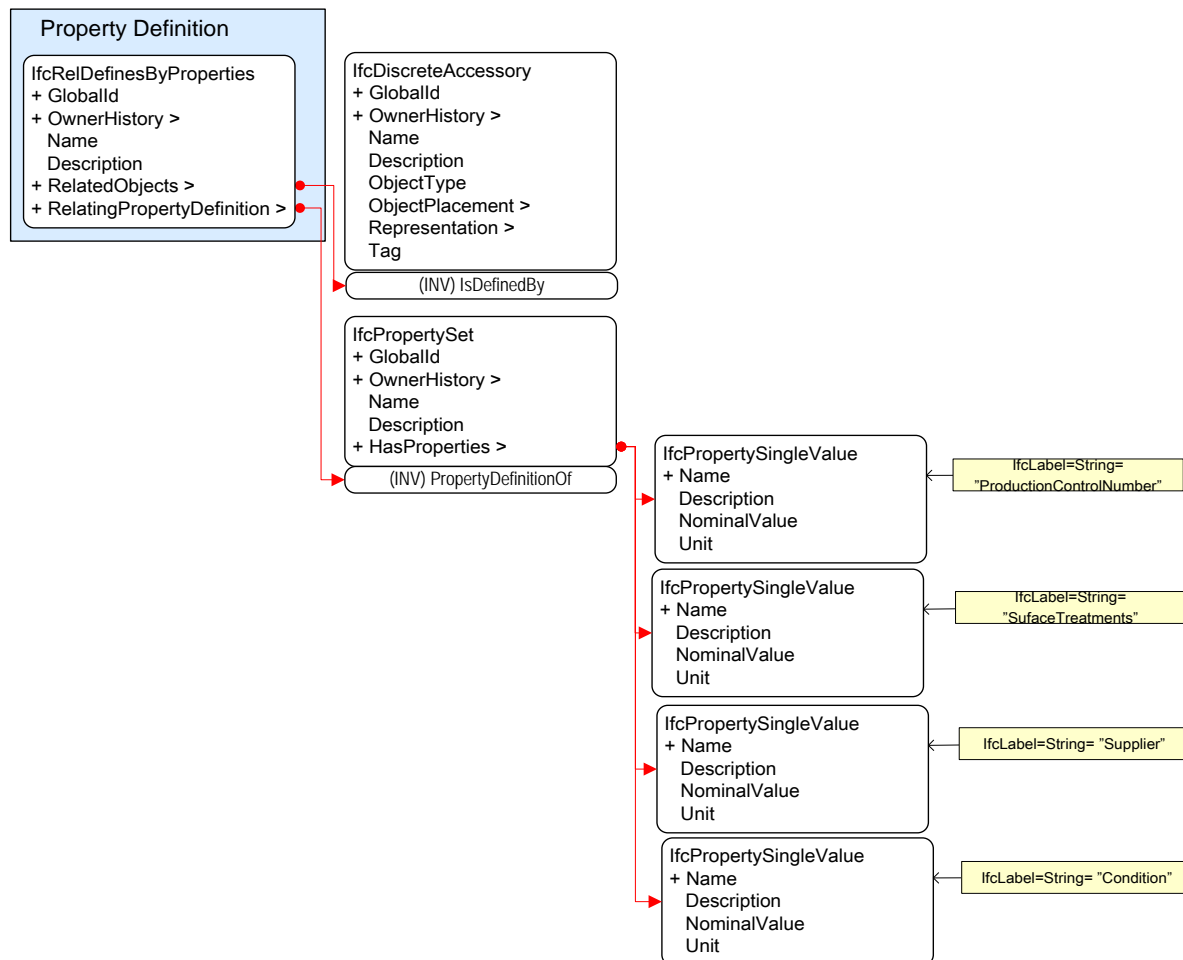 Property Definition
IfcRelDefinesByProperties
+ GlobalId
+ OwnerHistory >
Name
Description
+ RelatedObjects >
+ RelatingPropertyDefinition >
IfcDiscreteAccessory
+ GlobalId
+ OwnerHistory >
Name
Description
ObjectType
ObjectPlacement >
Representation >
Tag
(INV) IsDefinedBy
IfcPropertySet
+ GlobalId
+ OwnerHistory >
Name
Description
+ HasProperties >
(INV) PropertyDefinitionOf
IfcPropertySingleValue
+ Name
Description
NominalValue
Unit
IfcLabel=String=
"ProductionControlNumber”
IfcPropertySingleValue
+ Name
Description
NominalValue
Unit
IfcLabel=String=
"SufaceTreatments”
IfcPropertySingleValue
+ Name
Description
NominalValue
Unit
IfcLabel=String= ”Supplier”
IfcPropertySingleValue
+ Name
Description
NominalValue
Unit
IfcLabel=String= ”Condition”